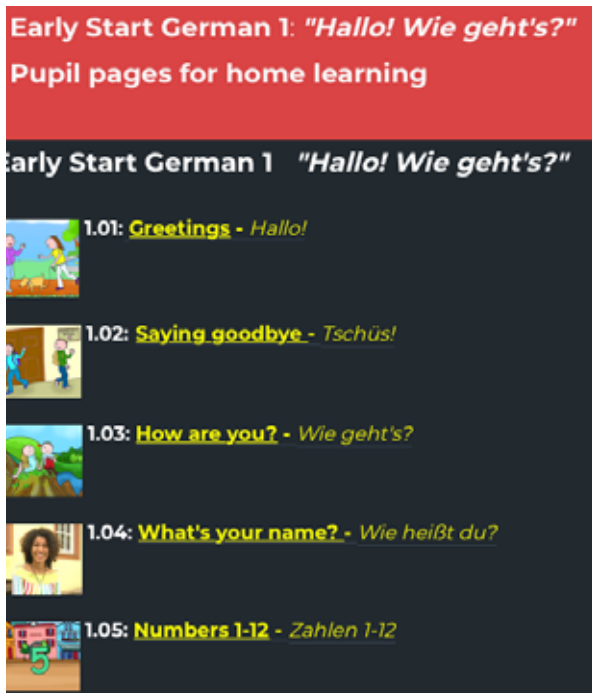 Early Start German 1: "Hallo! Wie geht's?"
Pupil pages for home learning
Early Start German 1 "Hallo! Wie geht's?"
1.01: Greetings - Hallo!
1.02: Saying goodbye - Tschüs!
1.03: How are you? - Wie geht's?
1.04: What's your name? - Wie heißt du?
1.05: Numbers 1-12 - Zahlen 1-12
5